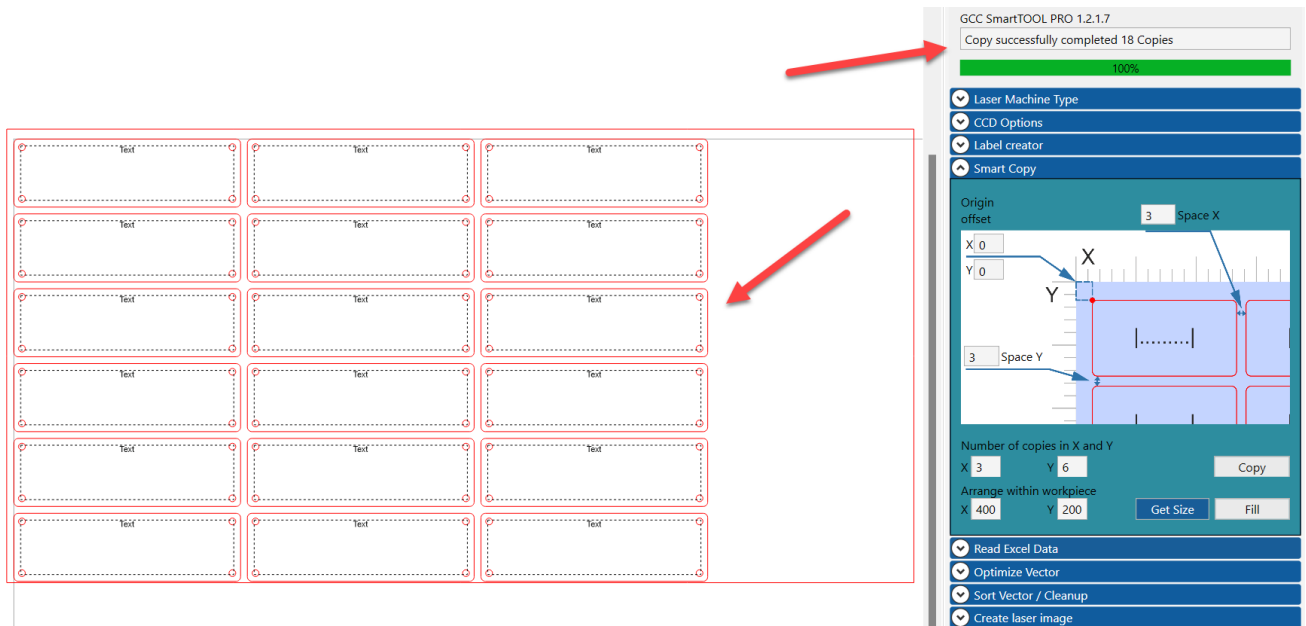 GCC SmartTOOL PRO 1.2.1.7
Copy successfully completed 18 Copies
100%
Laser Machine Type
CCD Options
Label creator
Smart Copy
Origin
offset
3 Space X
X 0
Y 0
X
Y
3 Space Y
Number of copies in X and Y
X 3 Y 6 Copy
Arrange within workpiece
X 400 Y 200 Get Size Fill
Read Excel Data
Optimize Vector
Sort Vector / Cleanup
Create laser image
Text Text Text
Text Text Text
Text Text Text
Text Text Text
Text Text Text
Text Text Text